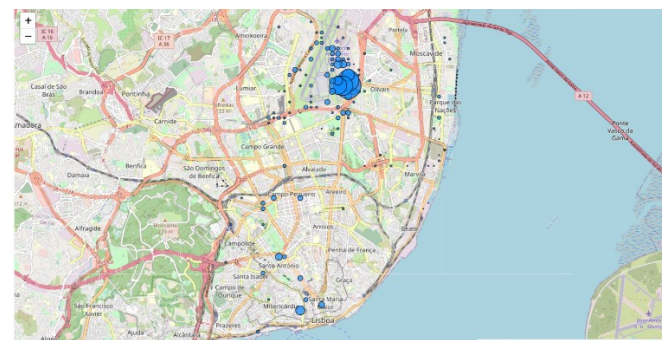 +
−
IC 16
A 16
IC 17
A 36
Ameixoeira
Portela
Moscavide
A 12
Casal de São
Brás
Brandoa
Pontinha
Lumiar
Olivais
Parque das
Nações
Ponte
Vasco da
Gama
Carnide
Amadora
Campo Grande
Benfica
São Domingos
de Benfica
Alvalade
Damaia
Marvila
Campo Pequeno
Areeiro
Alfragide
Campolide
Arroios
Beato
Penha de França
Santo António
Santa Isabel
Campo de
Ourique
Graça
São Francisco
Xavier
Misericórdia
Santa Maria
Prazeres
Lisboa
Ajuda
Alcântara